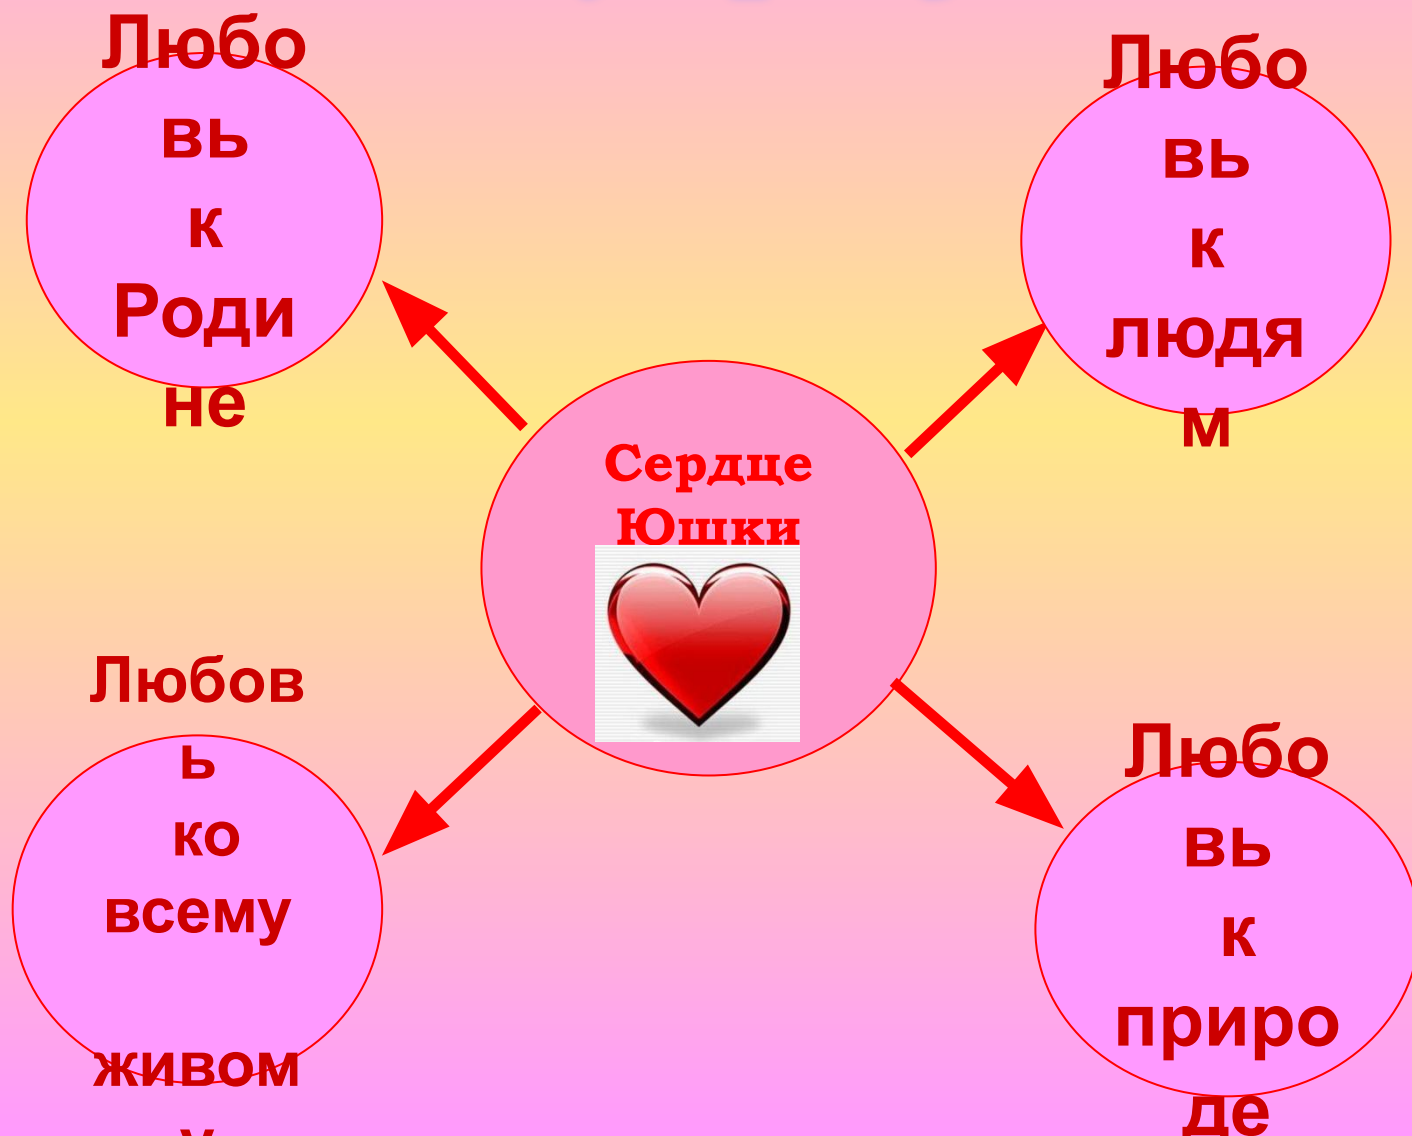 Любо
вь
к
Роди
не
Любо
вь
к
людя
м
Сердце
Юшки
Любов
ь
ко
всему
живом
у
Любо
вь
к
приро
де